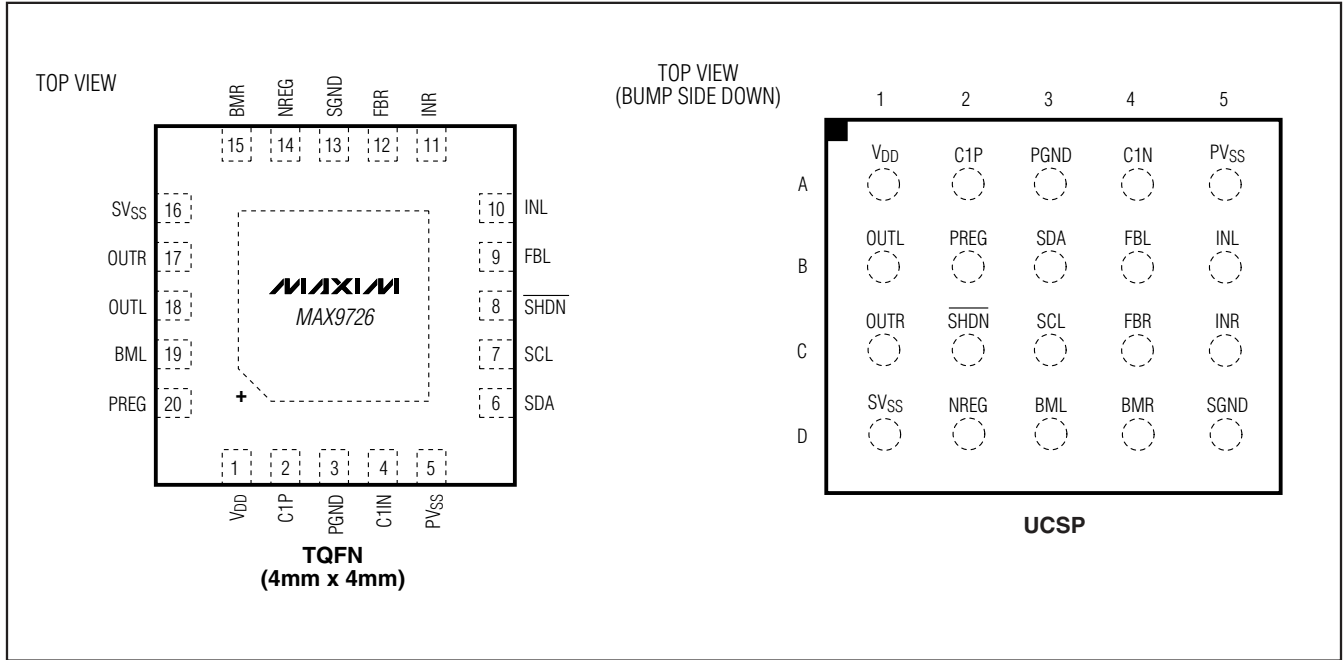 TOP VIEW
BMR
NREG
SGND
FBR
INR
15 14 13 12 11
SVSS 16
OUTR 17
OUTL 18
BML 19
PREG 20
10 INL
9 FBL
8 SHDN
7 SCL
6 SDA
MAXIM
MAX9726
+
1 2 3 4 5
VDD
C1P
PGND
C1IN
PVSS
TQFN
(4mm x 4mm)
TOP VIEW
(BUMP SIDE DOWN)
1 2 3 4 5
A
VDD C1P PGND C1N PVSS
B
OUTL PREG SDA FBL INL
C
OUTR SHDN SCL FBR INR
D
SVSS NREG BML BMR SGND
UCSP